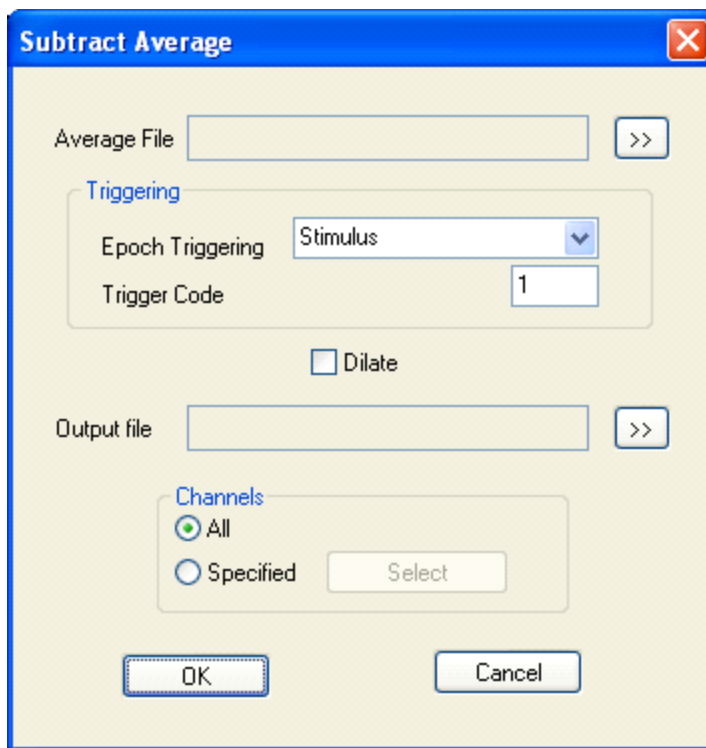 Subtract Average
Average File >>
Triggering
Epoch Triggering Stimulus
Trigger Code 1
Dilate
Output file >>
Channels
All
Specified Select
OK Cancel